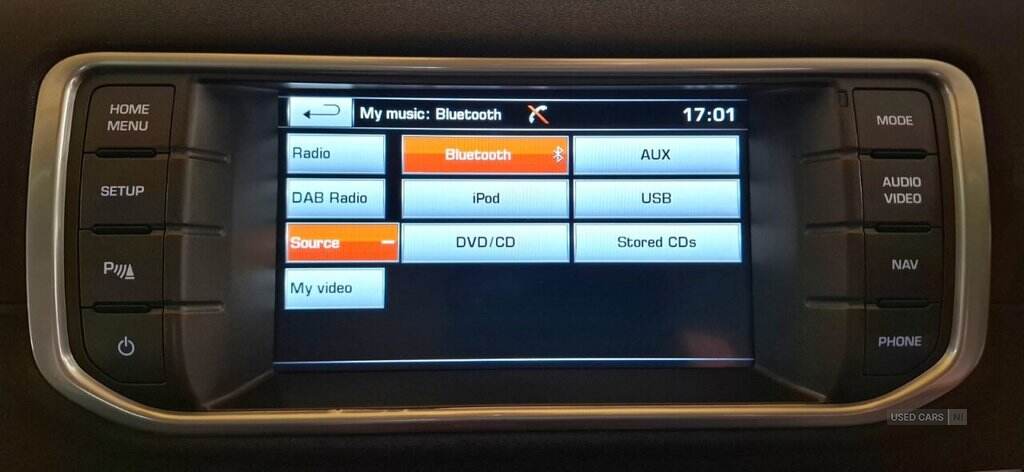 HOME
MENU
SETUP
P
My music: Bluetooth
17:01
Radio
Bluetooth
AUX
DAB Radio
iPod
USB
Source
DVD/CD
Stored CDs
My video
MODE
AUDIO
VIDEO
NAV
PHONE
USED CARS NI